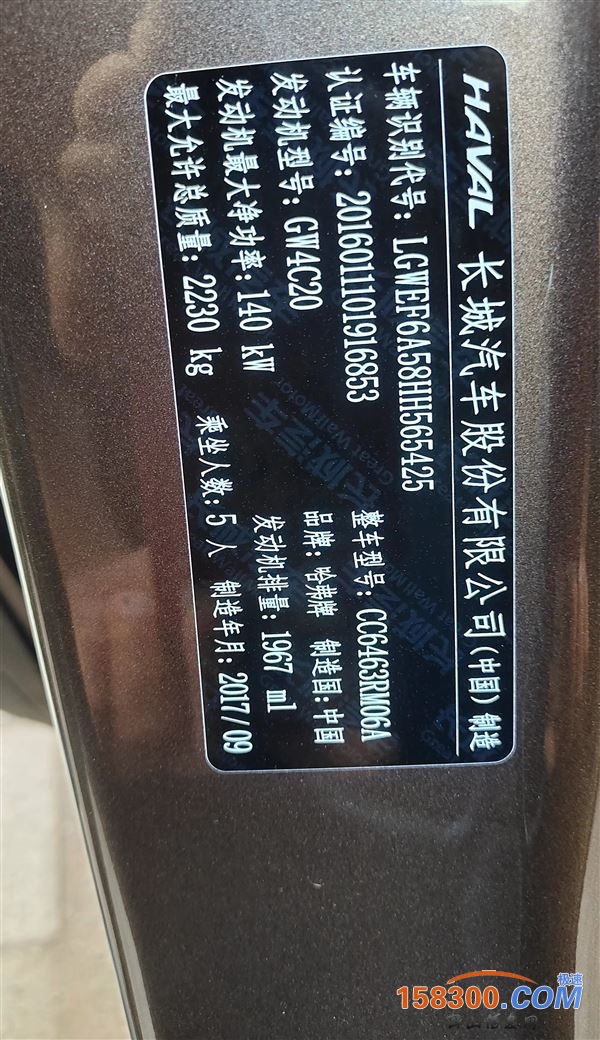 HAVAL 长城汽车股份有限公司(中国)制造
车辆识别代号: LGWEF6A58HH565425 整车型号: CC6463RM06A
认证编号: 2016011101916853 品牌: 哈弗牌 制造国: 中国
发动机型号: GW4C20 发动机排量: 1967 ml
发动机最大净功率: 140 kW
最大允许总质量: 2230 kg 乘坐人数: 5人 制造年月: 2017/09
极速
158300.COM